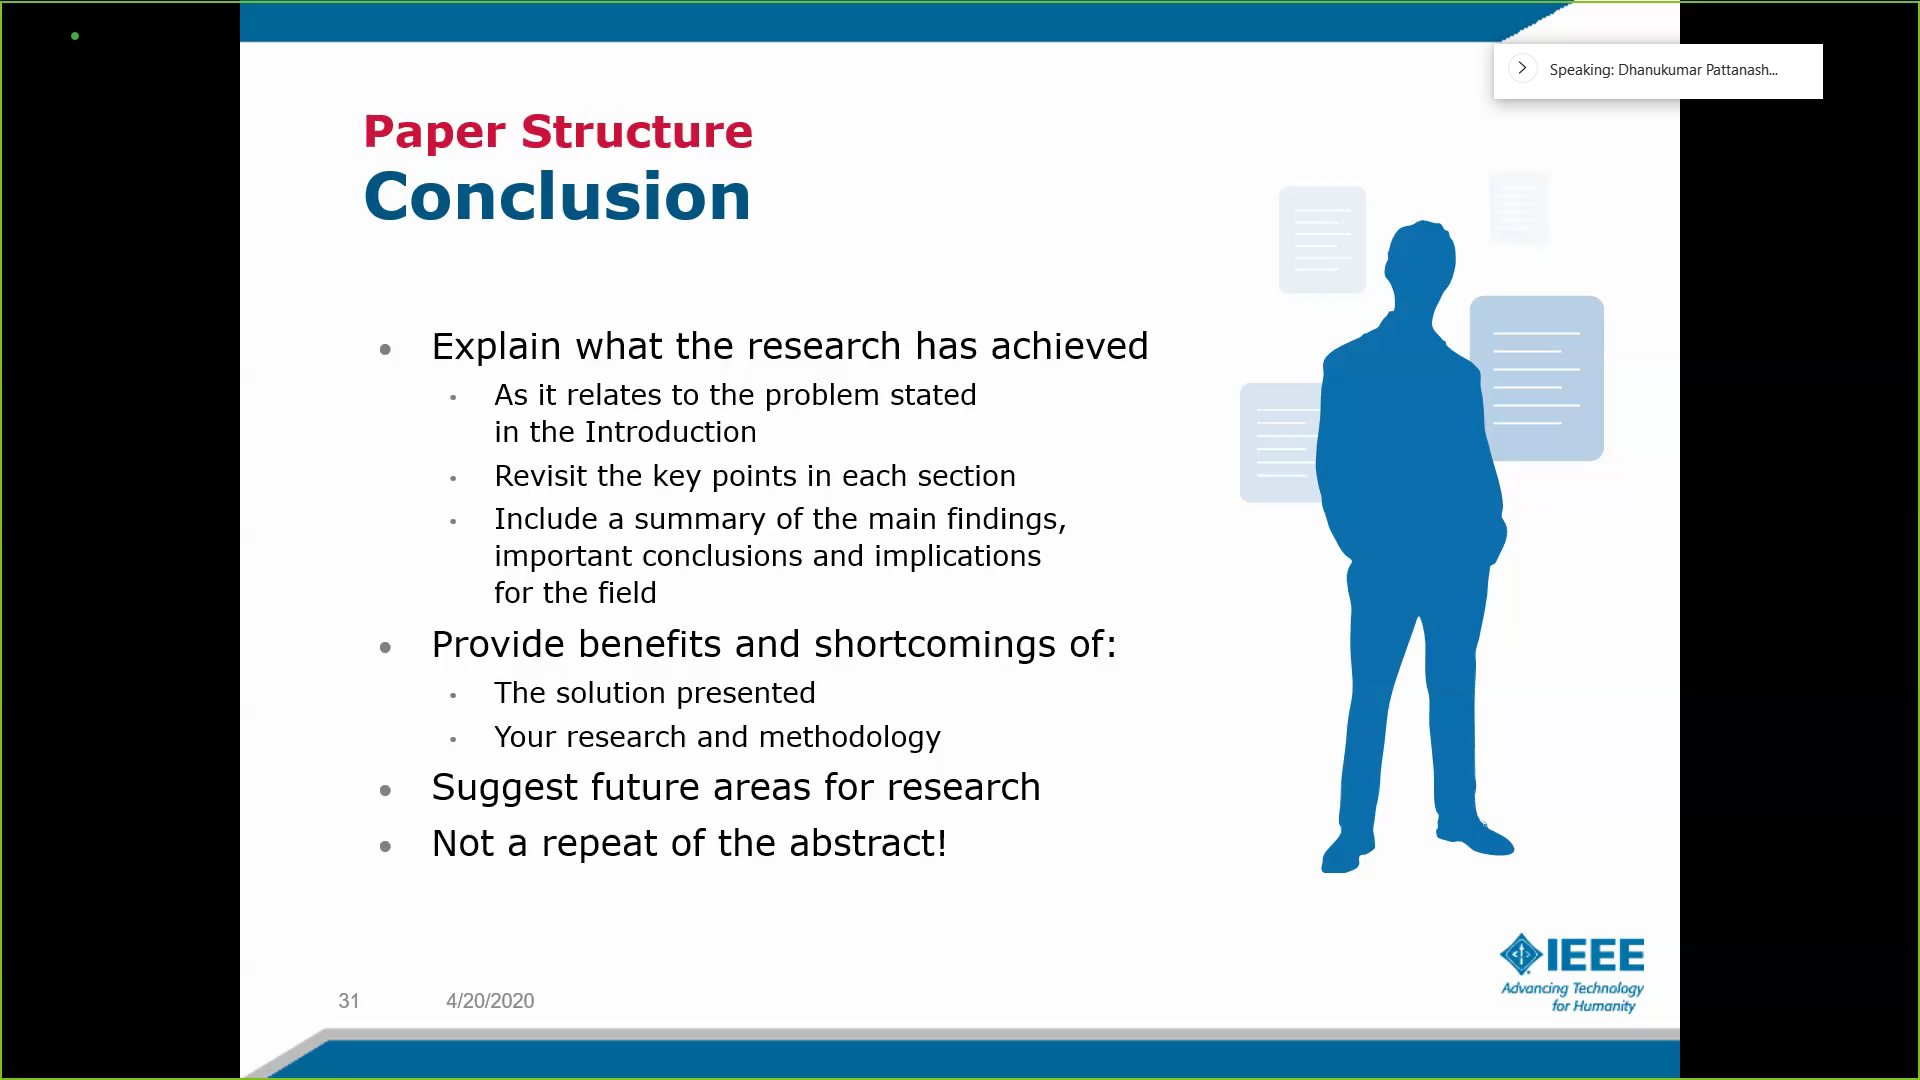 Speaking: Dhanukumar Pattanash...
Paper Structure
Conclusion
• Explain what the research has achieved
• As it relates to the problem stated
in the Introduction
• Revisit the key points in each section
• Include a summary of the main findings,
important conclusions and implications
for the field
• Provide benefits and shortcomings of:
• The solution presented
• Your research and methodology
• Suggest future areas for research
• Not a repeat of the abstract!
IEEE
Advancing Technology
for Humanity
31 4/20/2020